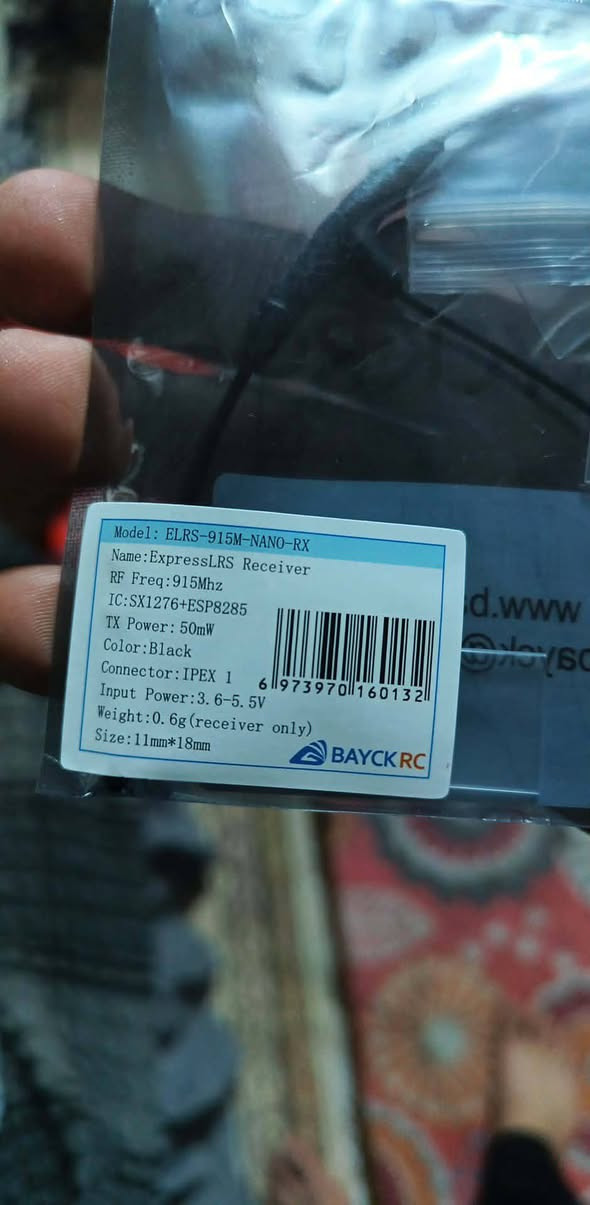 Model: ELRS-915M-NANO-RX
Name:ExpressLRS Receiver
RF Freq:915Mhz
IC:SX1276+ESP8285
TX Power: 50mW
Color:Black
Connector:IPEX 1
Input Power:3.6-5.5V
Weight:0.6g(receiver only)
Size:11mm*18mm
6 973970 160132
BAYCKRC
www.b